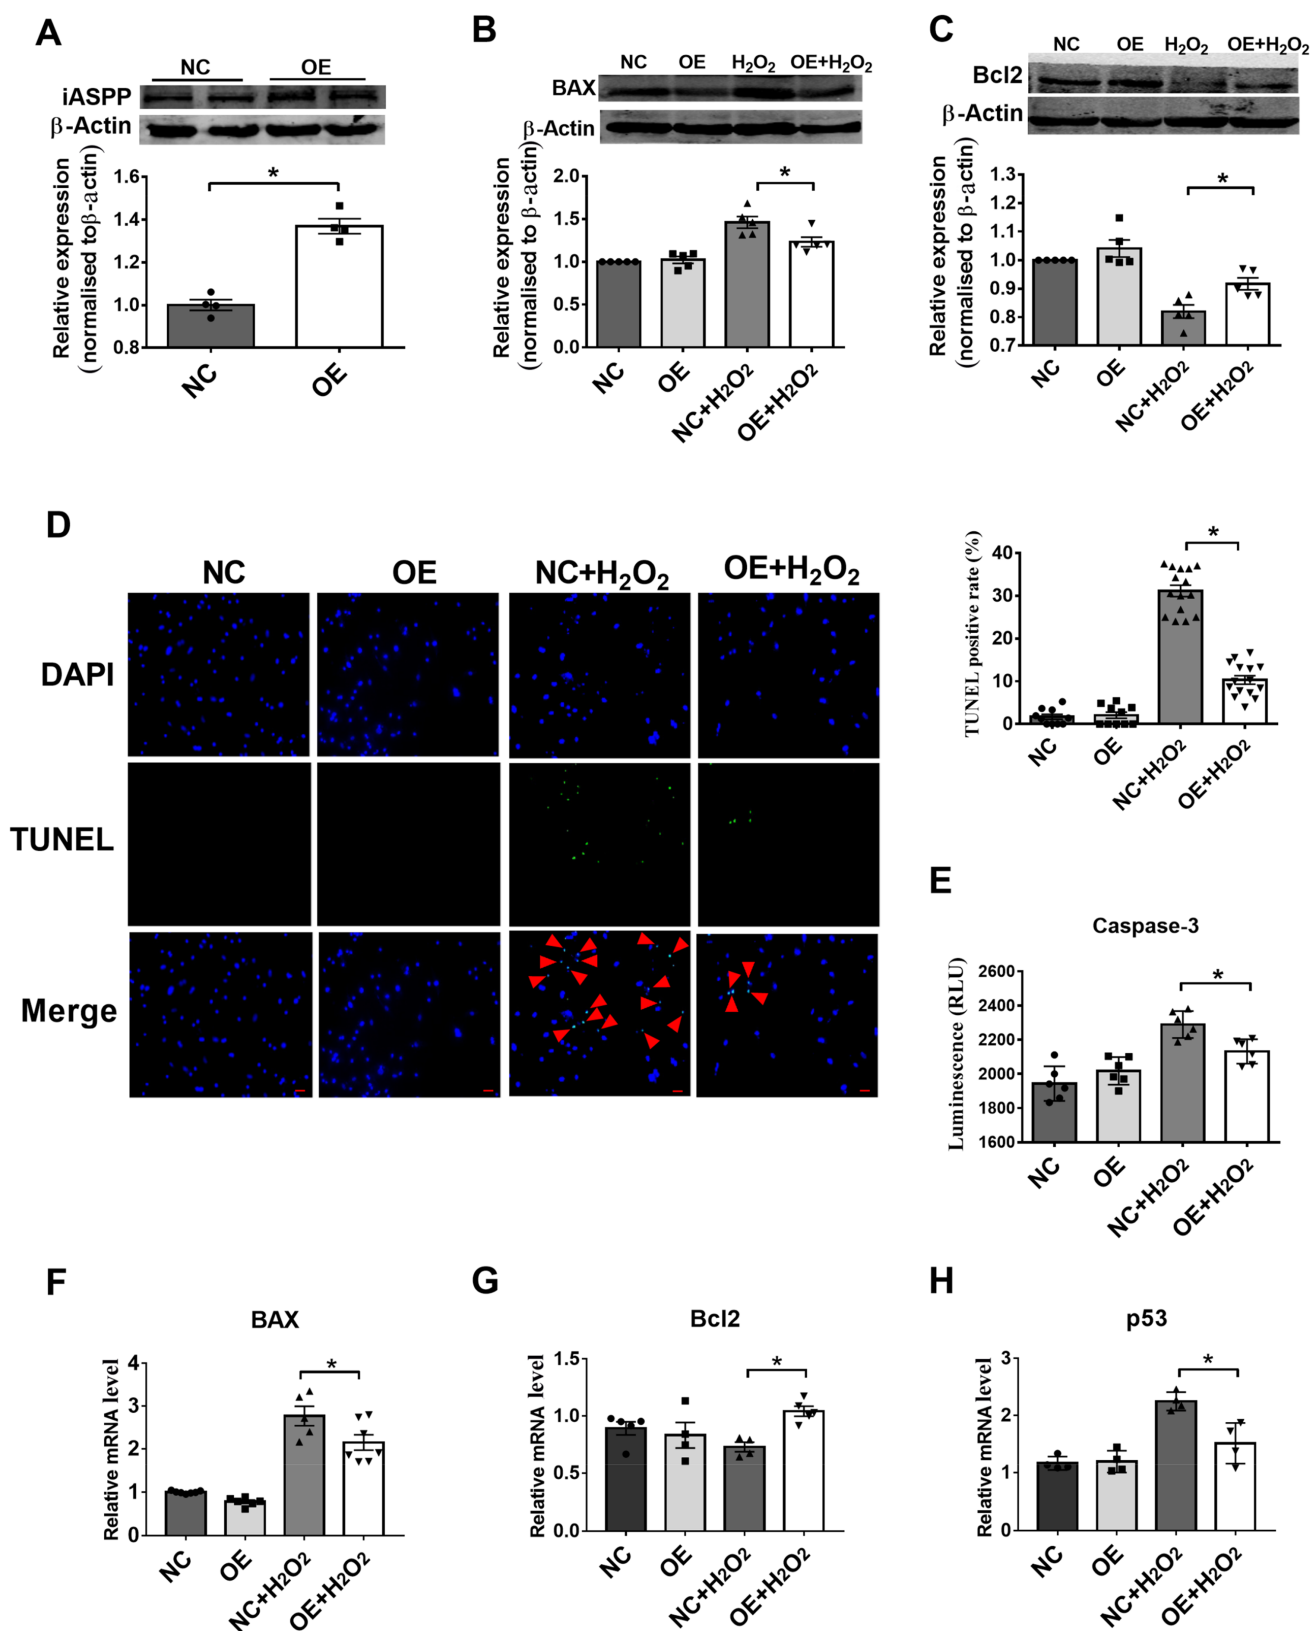 A
NC OE
iASPP
β-Actin
Relative expression
(normalised toβ-actin)
1.6
1.4
1.2
1.0
0.8
*
NC
OE
B
NC OE H₂O₂ OE+H₂O₂
BAX
β-Actin
Relative expression
(normalised to β-actin)
2.0
1.5
1.0
0.5
0.0
*
NC
OE
NC+H₂O₂
OE+H₂O₂
C
NC OE H₂O₂ OE+H₂O₂
Bcl2
β-Actin
Relative expression
(normalised to β-actin)
1.3
1.2
1.1
1.0
0.9
0.8
0.7
*
NC
OE
NC+H₂O₂
OE+H₂O₂
D
NC OE NC+H₂O₂ OE+H₂O₂
DAPI
TUNEL
Merge
TUNEL positive rate (%)
40
30
20
10
0
*
NC
OE
NC+H₂O₂
OE+H₂O₂
E
Caspase-3
Luminescence (RLU)
2600
2400
2200
2000
1800
1600
*
NC
OE
NC+H₂O₂
OE+H₂O₂
F
BAX
Relative mRNA level
4
3
2
1
0
*
NC
OE
NC+H₂O₂
OE+H₂O₂
G
Bcl2
Relative mRNA level
1.5
1.0
0.5
0.0
*
NC
OE
NC+H₂O₂
OE+H₂O₂
H
p53
Relative mRNA level
3
2
1
0
*
NC
OE
NC+H₂O₂
OE+H₂O₂